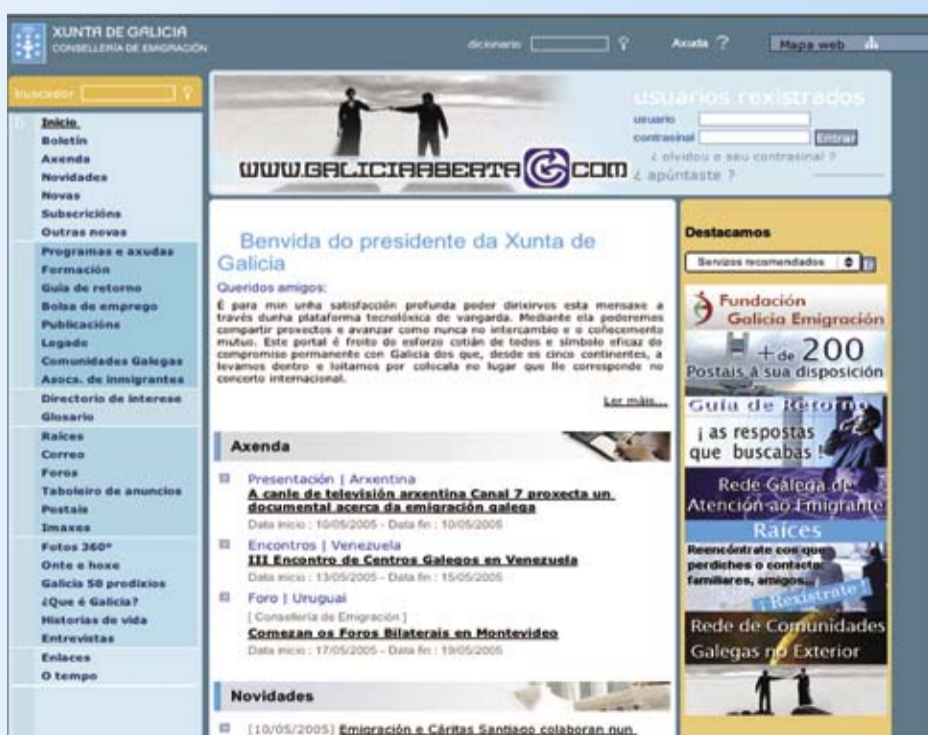 XUNTA DE GALICIA
CONSELLERÍA DE EMIGRACIÓN
dicionario
Axuda ?
Mapa web
buscador
Inicio
Boletín
Axenda
Novidades
Novas
Subscricións
Outras novas
Programas e axudas
Formación
Guía de retorno
Bolsa de emprego
Publicacións
Legado
Comunidades Galegas
Asocs. de inmigrantes
Directorio de interese
Glosario
Raíces
Correo
Foros
Taboleiro de anuncios
Postais
Imaxes
Fotos 360º
Onte e hoxe
Galicia 50 prodixios
¿Que é Galicia?
Historias de vida
Entrevistas
Enlaces
O tempo
WWW.GALICIAABERTA.COM
usuarios rexistrados
usuario
contrasinal
Entrar
¿ olvidou o seu contrasinal ?
¿ apúntaste ?
Benvida do presidente da Xunta de
Galicia
Queridos amigos:
É para min unha satisfacción profunda poder dirixirvos esta mensaxe a
través dunha plataforma tecnolóxica de vangarda. Mediante ela poderemos
compartir proxectos e avanzar como nunca no intercambio e o coñecemento
mutuo. Este portal é froito do esforzo cotián de todos e símbolo eficaz do
compromiso permanente con Galicia dos que, desde os cinco continentes, a
levamos dentro e loitamos por colocala no lugar que lle corresponde no
concerto internacional.
Ler máis...
Axenda
Presentación | Arxentina
A canle de televisión arxentina Canal 7 proxecta un
documental acerca da emigración galega
Data inicio : 10/05/2005 - Data fin : 10/05/2005
Encontros | Venezuela
III Encontro de Centros Galegos en Venezuela
Data inicio : 13/05/2005 - Data fin : 15/05/2005
Foro | Uruguai
[ Consellería de Emigración ]
Comezan os Foros Bilaterais en Montevideo
Data inicio : 17/05/2005 - Data fin : 19/05/2005
Novidades
[10/05/2005] Emigración e Cáritas Santiago colaboran nun
Destacamos
Servizos recomendados
Fundación
Galicia Emigración
+ de 200
Postais á sua disposición
Guía de Retorno
¡ as respostas
que buscabas !
Rede Galega de
Atención ao Emigrante
Raíces
Reencóntrate cos que
perdiches o contacto:
familiares, amigos...
¡ Rexístrate !
Rede de Comunidades
Galegas no Exterior